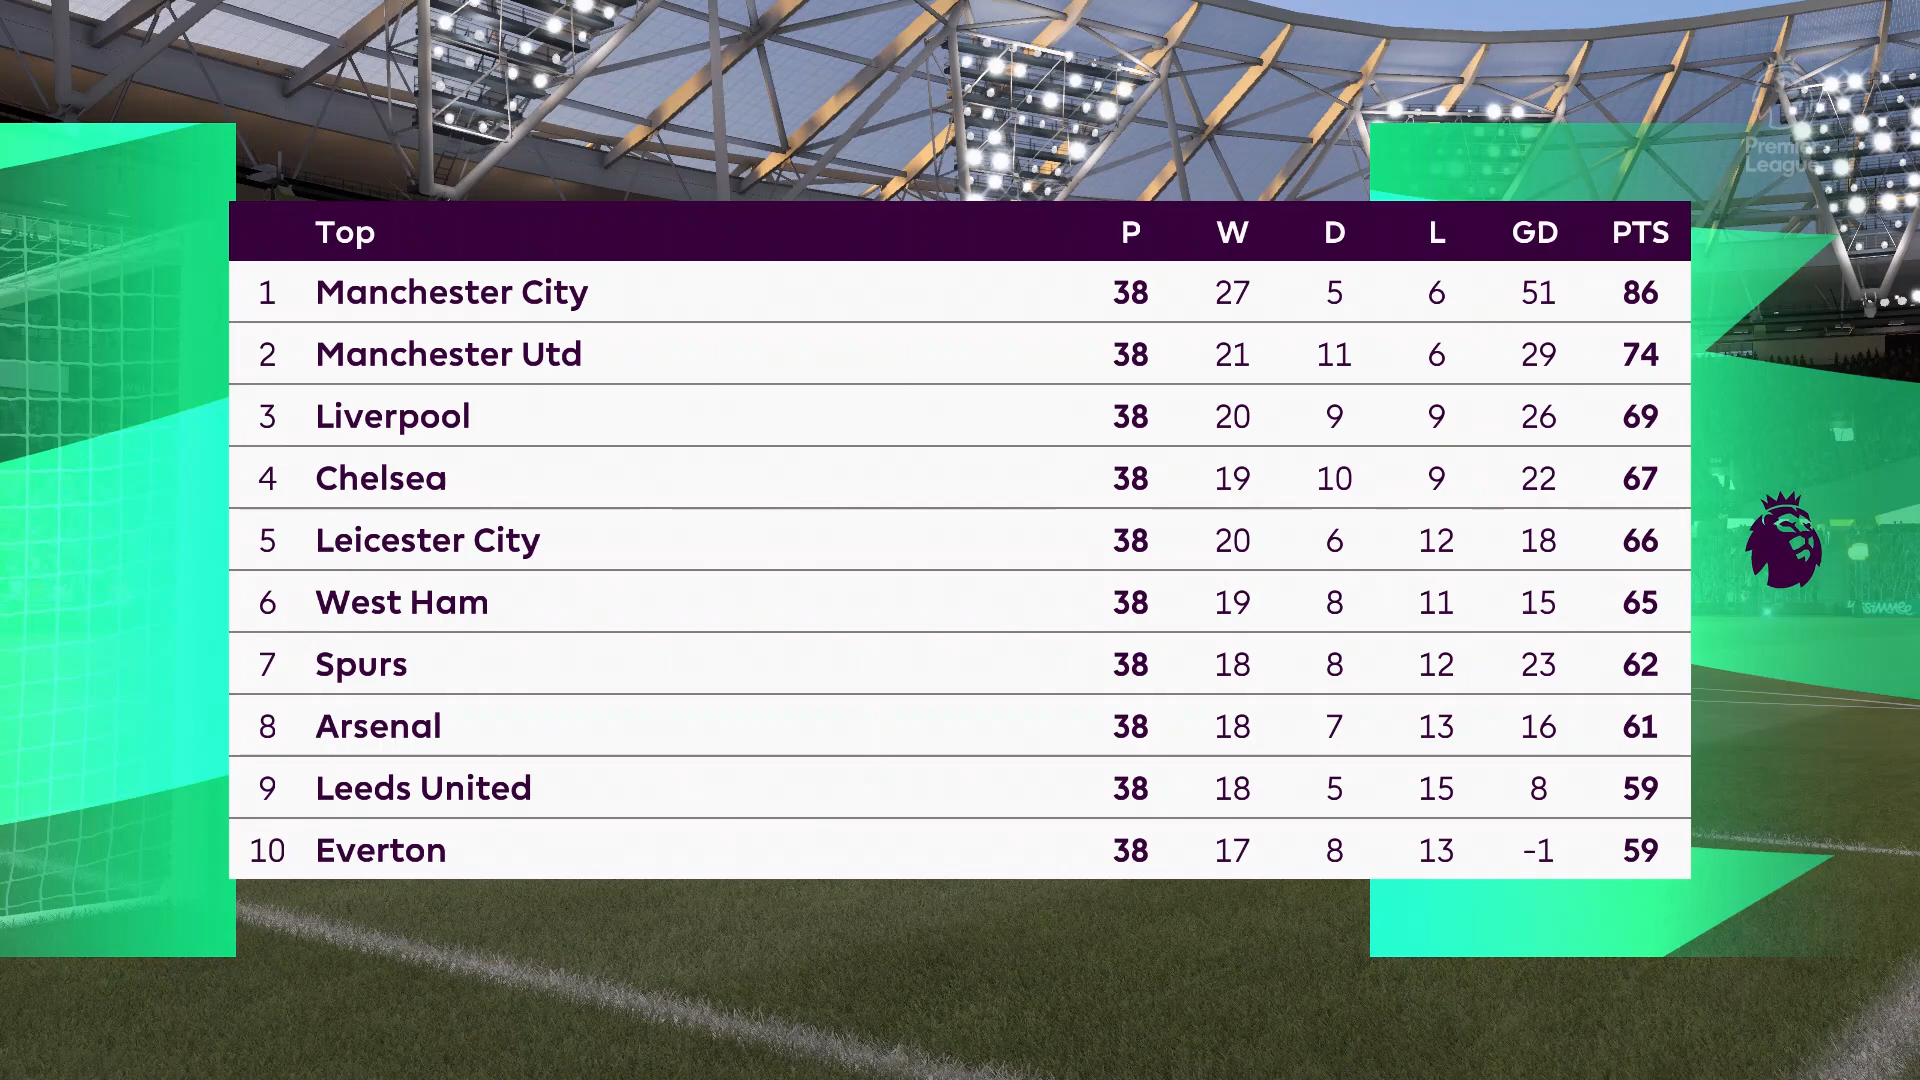 Premier
League
Top P W D L GD PTS
1 Manchester City 38 27 5 6 51 86
2 Manchester Utd 38 21 11 6 29 74
3 Liverpool 38 20 9 9 26 69
4 Chelsea 38 19 10 9 22 67
5 Leicester City 38 20 6 12 18 66
6 West Ham 38 19 8 11 15 65
7 Spurs 38 18 8 12 23 62
8 Arsenal 38 18 7 13 16 61
9 Leeds United 38 18 5 15 8 59
10 Everton 38 17 8 13 -1 59